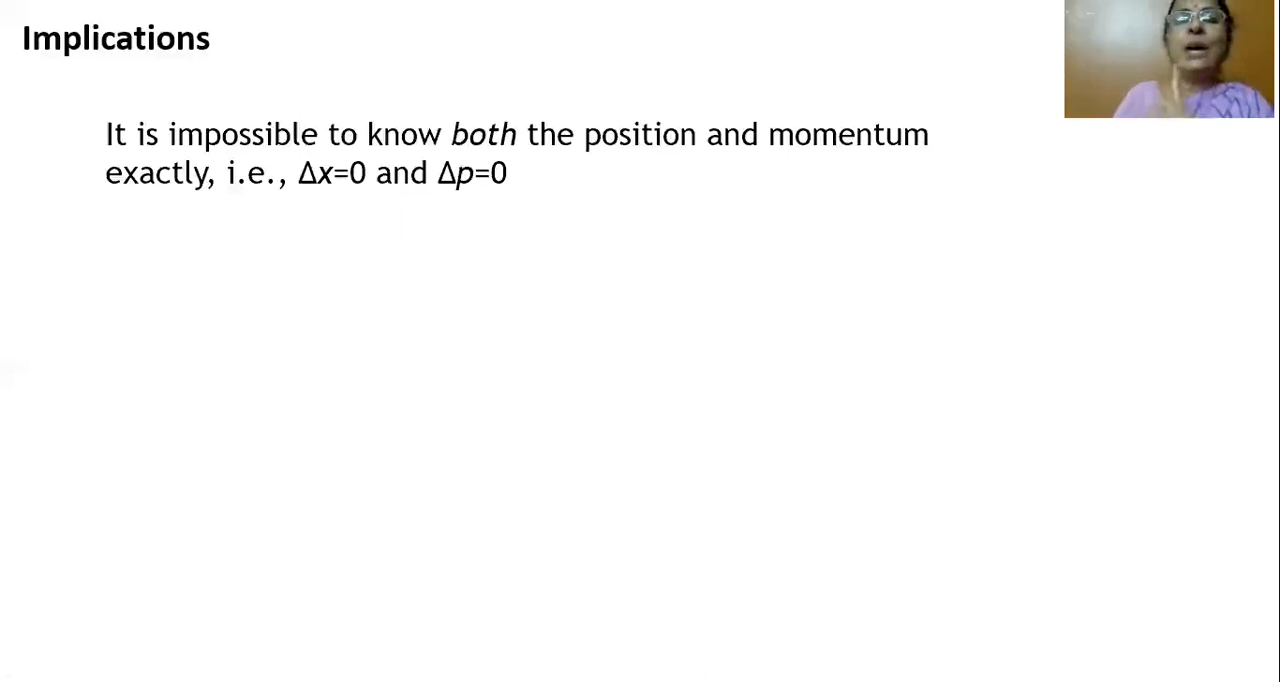 Implications
It is impossible to know both the position and momentum
exactly, i.e., Δx=0 and Δp=0